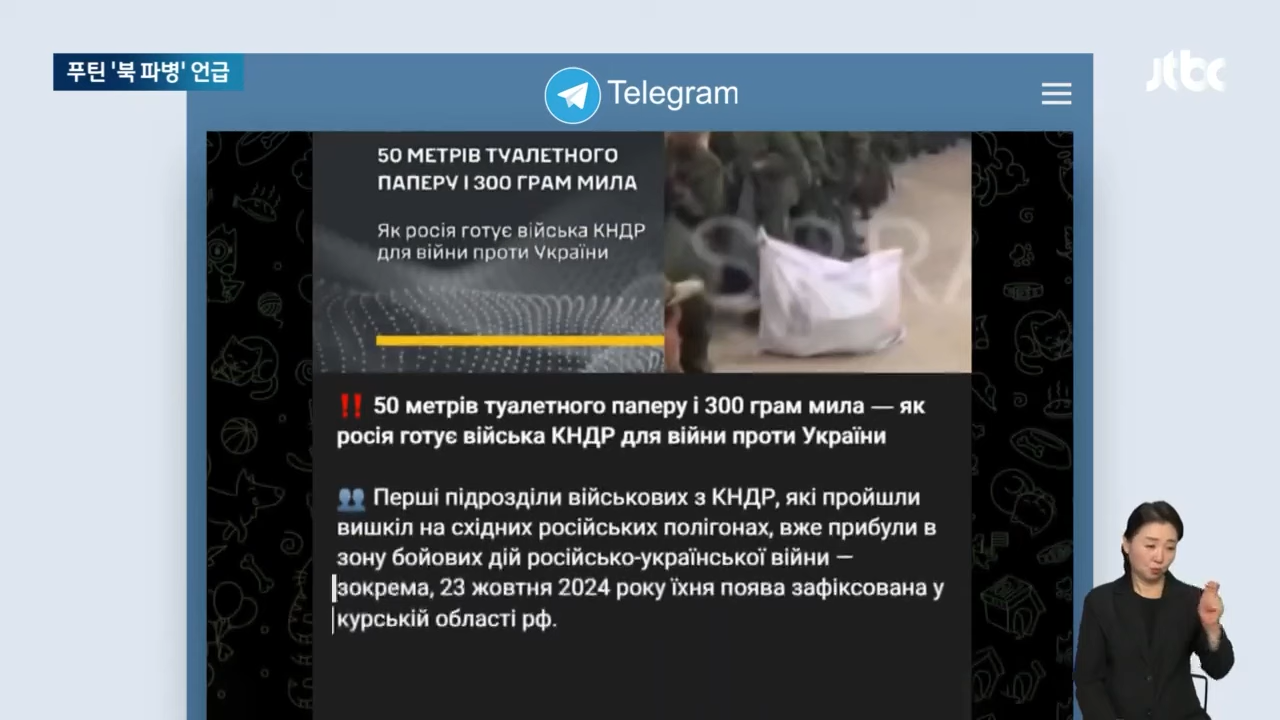 푸틴 '북 파병' 언급
jtbc
Telegram
50 МЕТРІВ ТУАЛЕТНОГО
ПАПЕРУ І 300 ГРАМ МИЛА
Як росія готує війська КНДР
для війни проти України
‼️ 50 метрів туалетного паперу і 300 грам мила — як
росія готує війська КНДР для війни проти України
👥 Перші підрозділи військових з КНДР, які пройшли
вишкіл на східних російських полігонах, вже прибули в
зону бойових дій російсько-української війни —
зокрема, 23 жовтня 2024 року їхня поява зафіксована у
курській області рф.